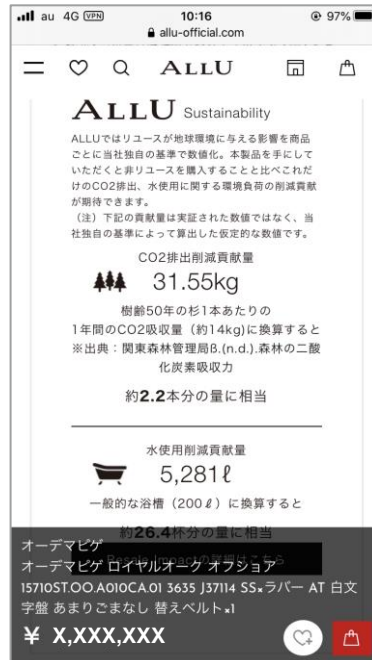 au 4G VPN 10:16 97%
allu-official.com
ALLU
ALLU Sustainability
ALLUではリユースが地球環境に与える影響を商品
ごとに当社独自の基準で数値化。本製品を手にして
いただくと非リユースを購入することと比べこれだ
けのCO2排出、水使用に関する環境負荷の削減貢献
が期待できます。
（注）下記の貢献量は実証された数値ではなく、当
社独自の基準によって算出した仮定的な数値です。
CO2排出削減貢献量
31.55kg
樹齢50年の杉1本あたりの
1年間のCO2吸収量（約14kg)に換算すると
※出典：関東森林管理局ß.(n.d.).森林の二酸
化炭素吸収力
約2.2本分の量に相当
水使用削減貢献量
5,281ℓ
一般的な浴槽（200ℓ）に換算すると
約26.4杯分の量に相当
Resale Impactの詳細はこちら
オーデマピゲ
オーデマピゲ ロイヤルオーク オフショア
15710ST.OO.A010CA.01 3635 J37114 SS×ラバー AT 白文
字盤 あまりごまなし 替えベルト×1
¥ X,XXX,XXX